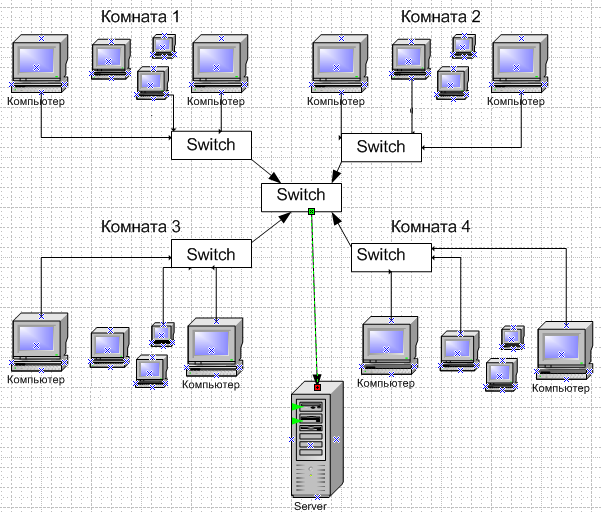 Комната 1
Комната 2
Компьютер
Компьютер
Компьютер
Компьютер
Switch
Switch
Switch
Комната 3
Комната 4
Switch
Switch
Компьютер
Компьютер
Компьютер
Компьютер
Server